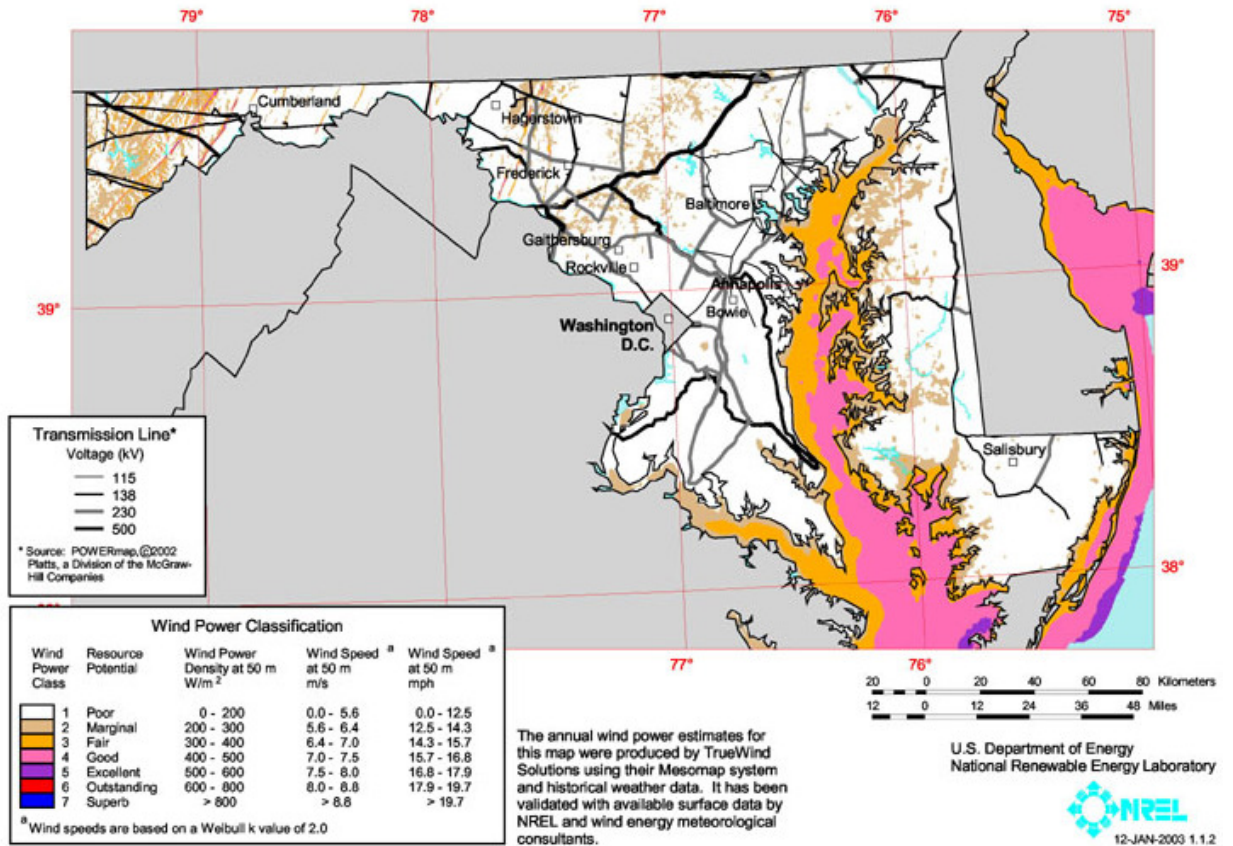 79° 78° 77° 76° 75°
Cumberland
Hagerstown
Frederick
Baltimore
Gaithersburg
Rockville
39°
Annapolis
39°
Bowie
Washington
D.C.
Salisbury
38°
77° 76°
Transmission Line*
Voltage (kV)
115
138
230
500
* Source: POWERmap,©2002
Platts, a Division of the McGraw-
Hill Companies
Wind Power Classification
Wind Power Class Resource Potential Wind Power Density at 50 m W/m 2 Wind Speed a at 50 m m/s Wind Speed a at 50 m mph
1 Poor 0 - 200 0.0 - 5.6 0.0 - 12.5
2 Marginal 200 - 300 5.6 - 6.4 12.5 - 14.3
3 Fair 300 - 400 6.4 - 7.0 14.3 - 15.7
4 Good 400 - 500 7.0 - 7.5 15.7 - 16.8
5 Excellent 500 - 600 7.5 - 8.0 16.8 - 17.9
6 Outstanding 600 - 800 8.0 - 8.8 17.9 - 19.7
7 Superb > 800 > 8.8 > 19.7
a Wind speeds are based on a Weibull k value of 2.0
The annual wind power estimates for
this map were produced by TrueWind
Solutions using their Mesomap system
and historical weather data. It has been
validated with available surface data by
NREL and wind energy meteorological
consultants.
20 0 20 40 60 80 Kilometers
12 0 12 24 36 48 Miles
U.S. Department of Energy
National Renewable Energy Laboratory
NREL
12-JAN-2003 1.1.2